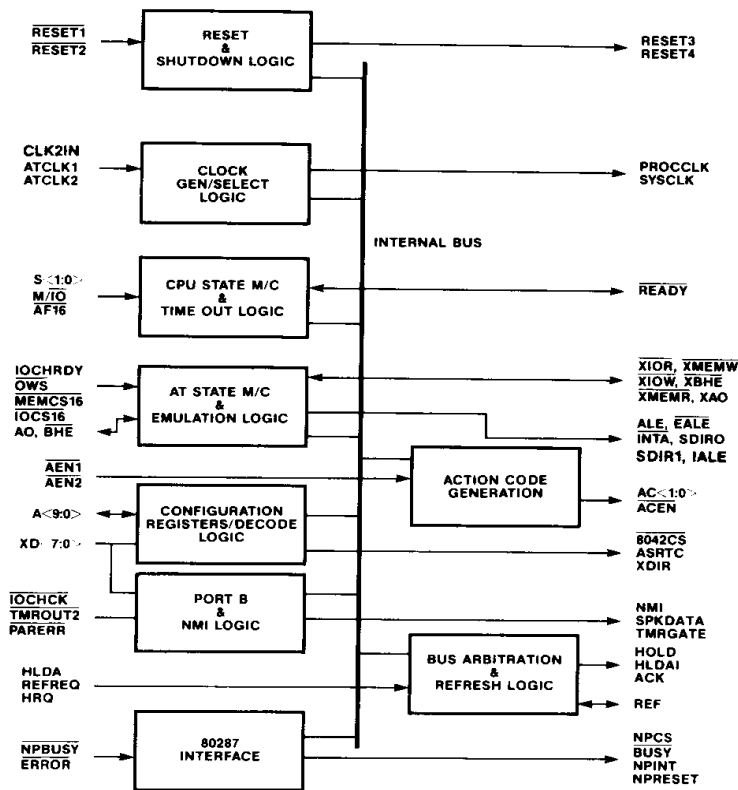 RESET1
RESET2
RESET
&
SHUTDOWN LOGIC
RESET3
RESET4
CLK2IN
ATCLK1
ATCLK2
CLOCK
GEN/SELECT
LOGIC
PROCCLK
SYSCLK
INTERNAL BUS
S<1:0>
M/IO
AF16
CPU STATE M/C
&
TIME OUT LOGIC
READY
IOCHRDY
OWS
MEMCS16
IOCS16
AO, BHE
AT STATE M/C
&
EMULATION LOGIC
XIOR, XMEMW
XIOW, XBHE
XMEMR, XAO
ALE, EALE
INTA, SDIRO
SDIR1, IALE
AEN1
AEN2
ACTION CODE
GENERATION
AC<1:0>
ACEN
A<9:0>
XD<7:0>
CONFIGURATION
REGISTERS/DECODE
LOGIC
8042CS
ASRTC
XDIR
IOCHCK
TMROUT2
PARERR
PORT B
&
NMI LOGIC
NMI
SPKDATA
TMRGATE
HLDA
REFREQ
HRQ
BUS ARBITRATION
&
REFRESH LOGIC
HOLD
HLDAI
ACK
REF
NPBUSY
ERROR
80287
INTERFACE
NPCS
BUSY
NPINT
NPRESET